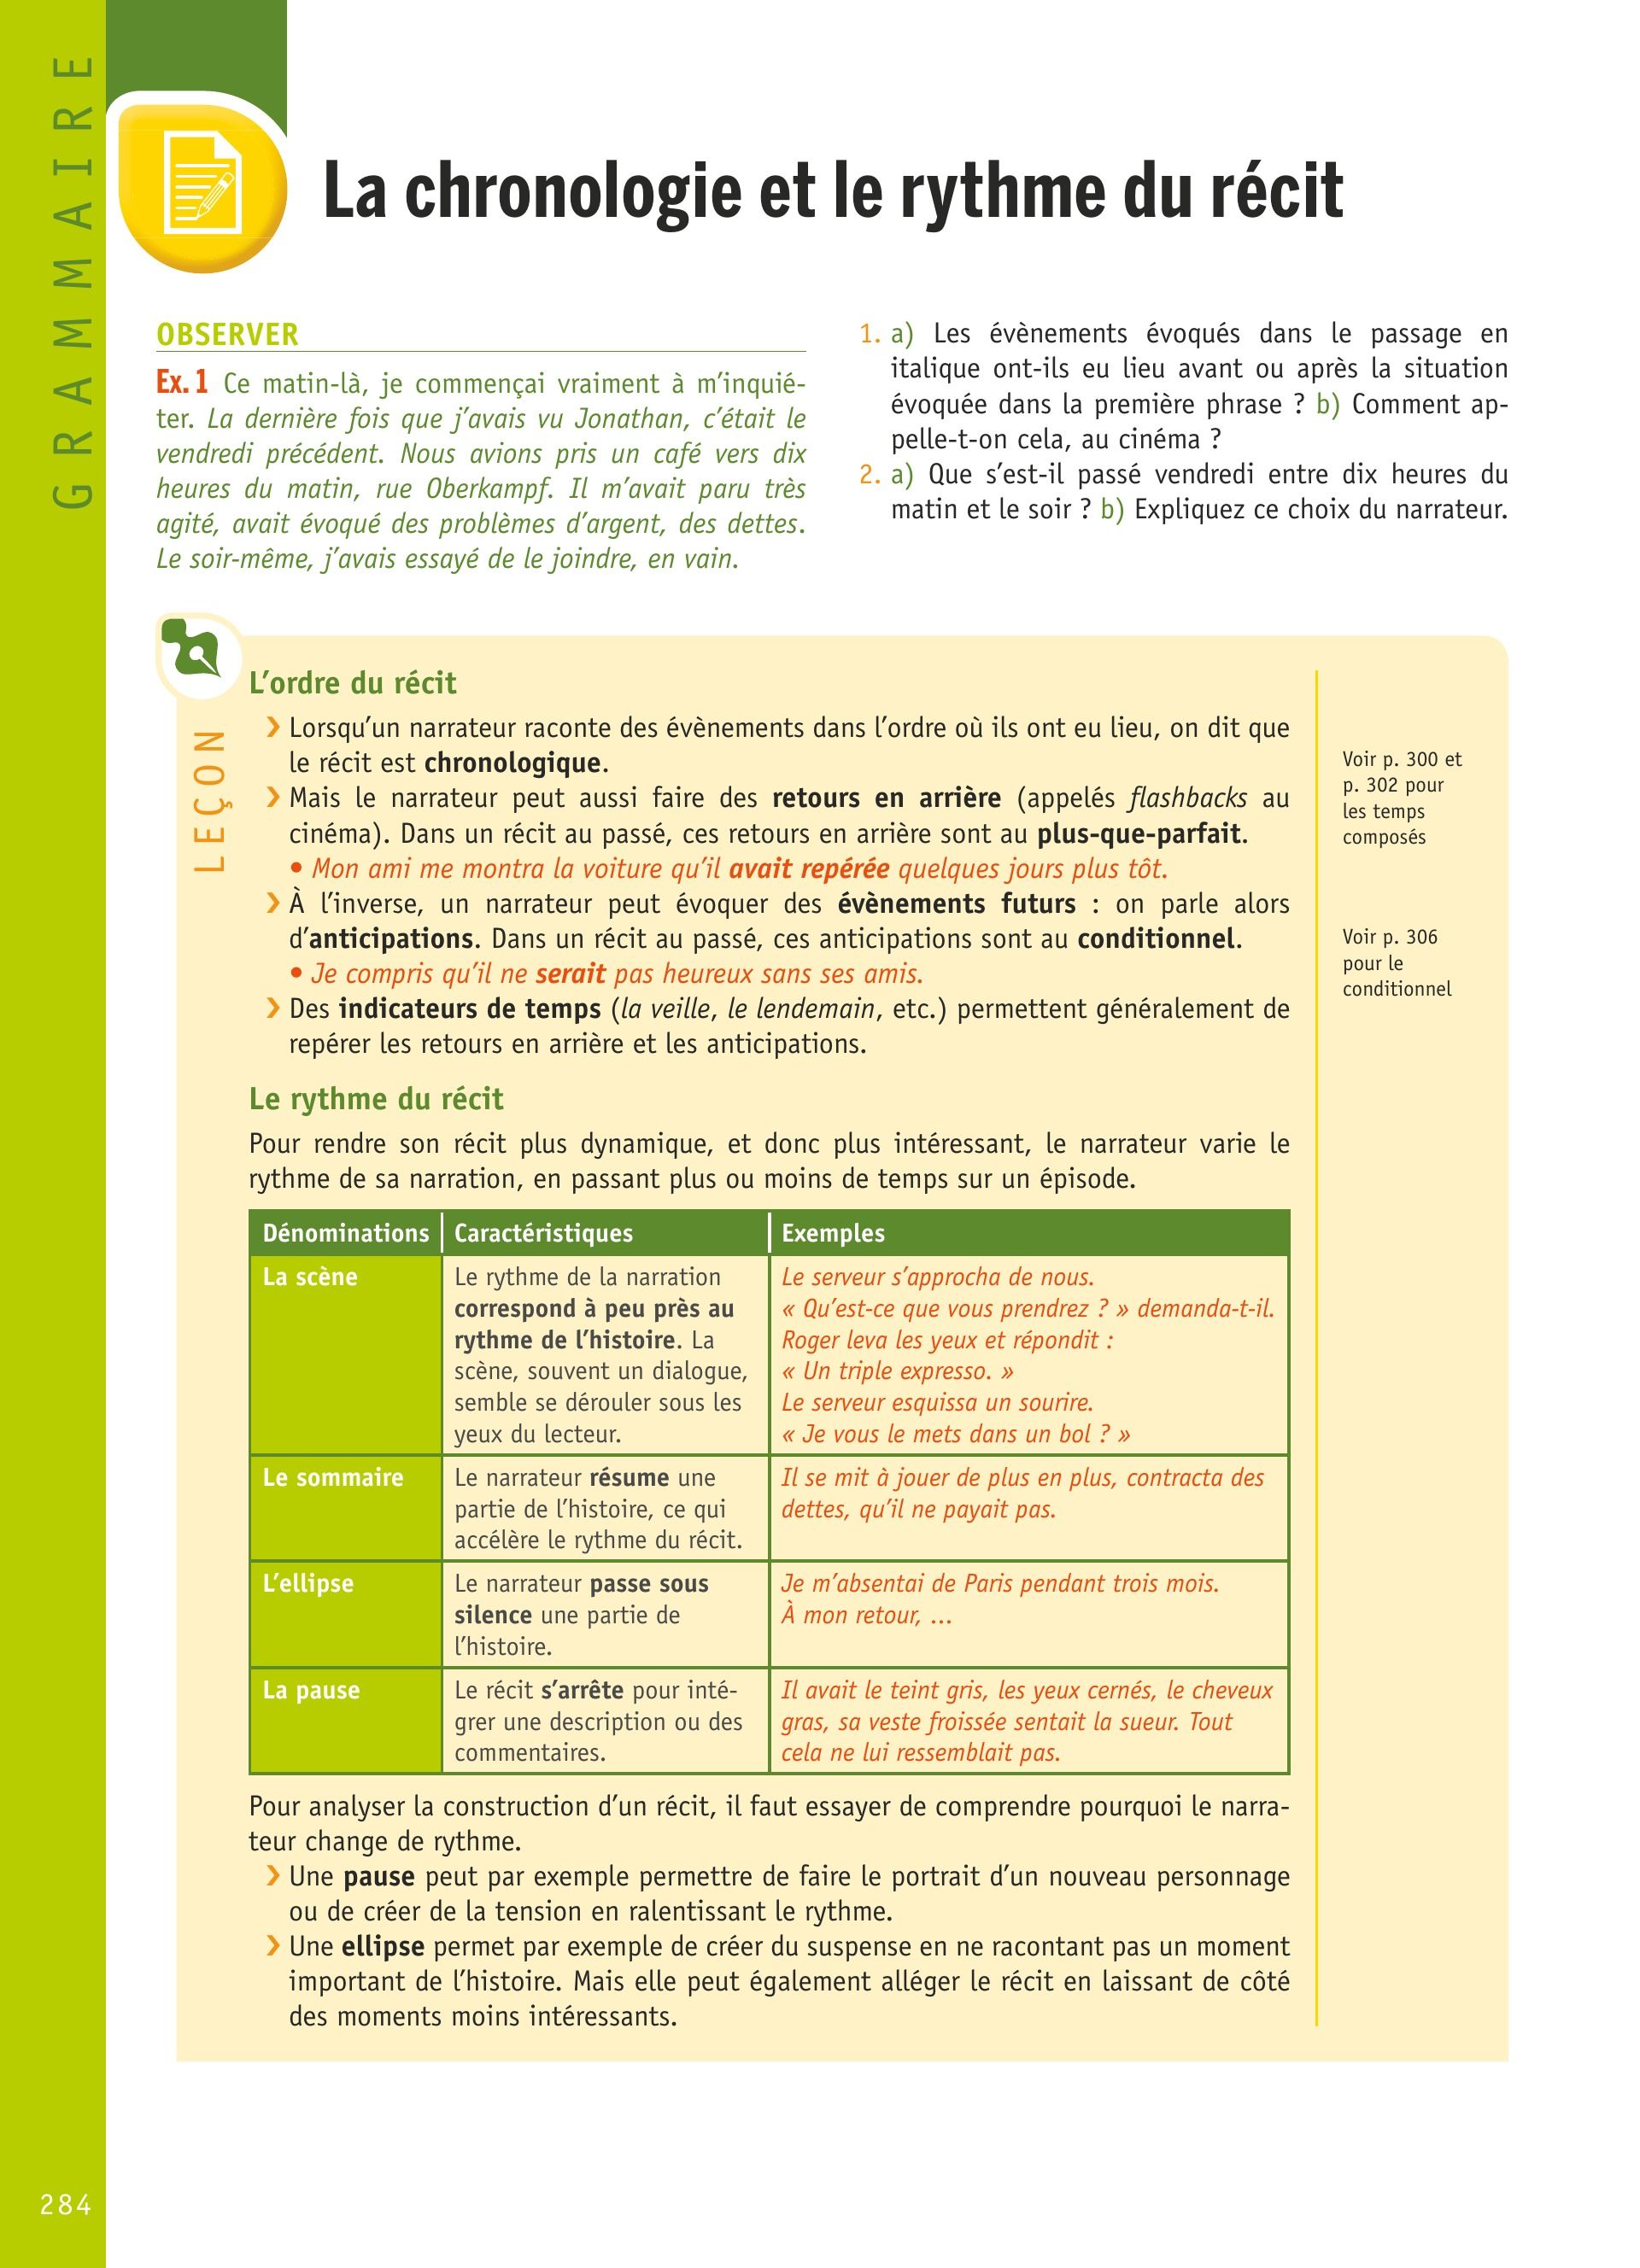 GRAMMAIRE
La chronologie et le rythme du récit
OBSERVER
Ex. 1 Ce matin-là, je commençai vraiment à m’inquié-
ter. La dernière fois que j’avais vu Jonathan, c’était le
vendredi précédent. Nous avions pris un café vers dix
heures du matin, rue Oberkampf. Il m’avait paru très
agité, avait évoqué des problèmes d’argent, des dettes.
Le soir-même, j’avais essayé de le joindre, en vain.
1. a) Les évènements évoqués dans le passage en
italique ont-ils eu lieu avant ou après la situation
évoquée dans la première phrase ? b) Comment ap-
pelle-t-on cela, au cinéma ?
2. a) Que s’est-il passé vendredi entre dix heures du
matin et le soir ? b) Expliquez ce choix du narrateur.
LEÇON
L’ordre du récit
› Lorsqu’un narrateur raconte des évènements dans l’ordre où ils ont eu lieu, on dit que
le récit est chronologique.
› Mais le narrateur peut aussi faire des retours en arrière (appelés flashbacks au
cinéma). Dans un récit au passé, ces retours en arrière sont au plus-que-parfait.
• Mon ami me montra la voiture qu’il avait repérée quelques jours plus tôt.
› À l’inverse, un narrateur peut évoquer des évènements futurs : on parle alors
d’anticipations. Dans un récit au passé, ces anticipations sont au conditionnel.
• Je compris qu’il ne serait pas heureux sans ses amis.
› Des indicateurs de temps (la veille, le lendemain, etc.) permettent généralement de
repérer les retours en arrière et les anticipations.
Voir p. 300 et
p. 302 pour
les temps
composés
Voir p. 306
pour le
conditionnel
Le rythme du récit
Pour rendre son récit plus dynamique, et donc plus intéressant, le narrateur varie le
rythme de sa narration, en passant plus ou moins de temps sur un épisode.
Dénominations Caractéristiques Exemples
La scène
Le rythme de la narration
correspond à peu près au
rythme de l’histoire. La
scène, souvent un dialogue,
semble se dérouler sous les
yeux du lecteur.
Le serveur s’approcha de nous.
« Qu’est-ce que vous prendrez ? » demanda-t-il.
Roger leva les yeux et répondit :
« Un triple expresso. »
Le serveur esquissa un sourire.
« Je vous le mets dans un bol ? »
Le sommaire
Le narrateur résume une
partie de l’histoire, ce qui
accélère le rythme du récit.
Il se mit à jouer de plus en plus, contracta des
dettes, qu’il ne payait pas.
L’ellipse
Le narrateur passe sous
silence une partie de
l’histoire.
Je m’absentai de Paris pendant trois mois.
À mon retour, …
La pause
Le récit s’arrête pour inté-
grer une description ou des
commentaires.
Il avait le teint gris, les yeux cernés, le cheveux
gras, sa veste froissée sentait la sueur. Tout
cela ne lui ressemblait pas.
Pour analyser la construction d’un récit, il faut essayer de comprendre pourquoi le narra-
teur change de rythme.
› Une pause peut par exemple permettre de faire le portrait d’un nouveau personnage
ou de créer de la tension en ralentissant le rythme.
› Une ellipse permet par exemple de créer du suspense en ne racontant pas un moment
important de l’histoire. Mais elle peut également alléger le récit en laissant de côté
des moments moins intéressants.
284